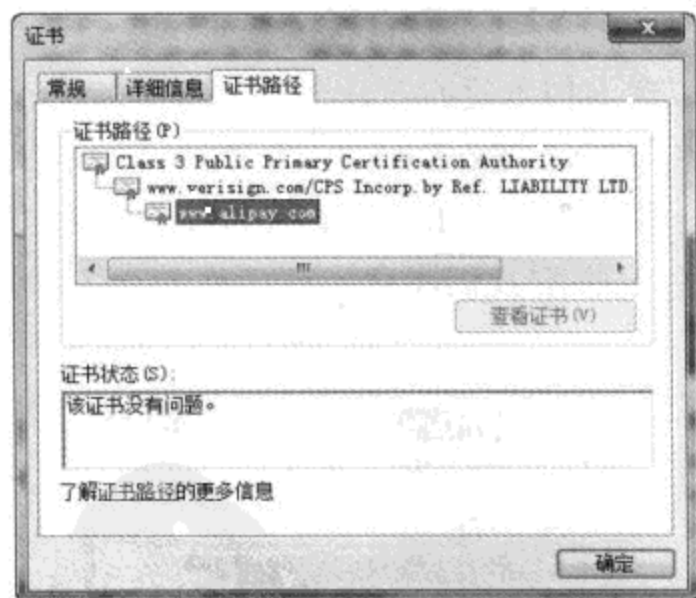 证书
常规 详细信息 证书路径
证书路径(P)
Class 3 Public Primary Certification Authority
www.verisign.com/CPS Incorp.by Ref. LIABILITY LTD.
www.alipay.com
查看证书(V)
证书状态(S):
该证书没有问题。
了解证书路径的更多信息
确定